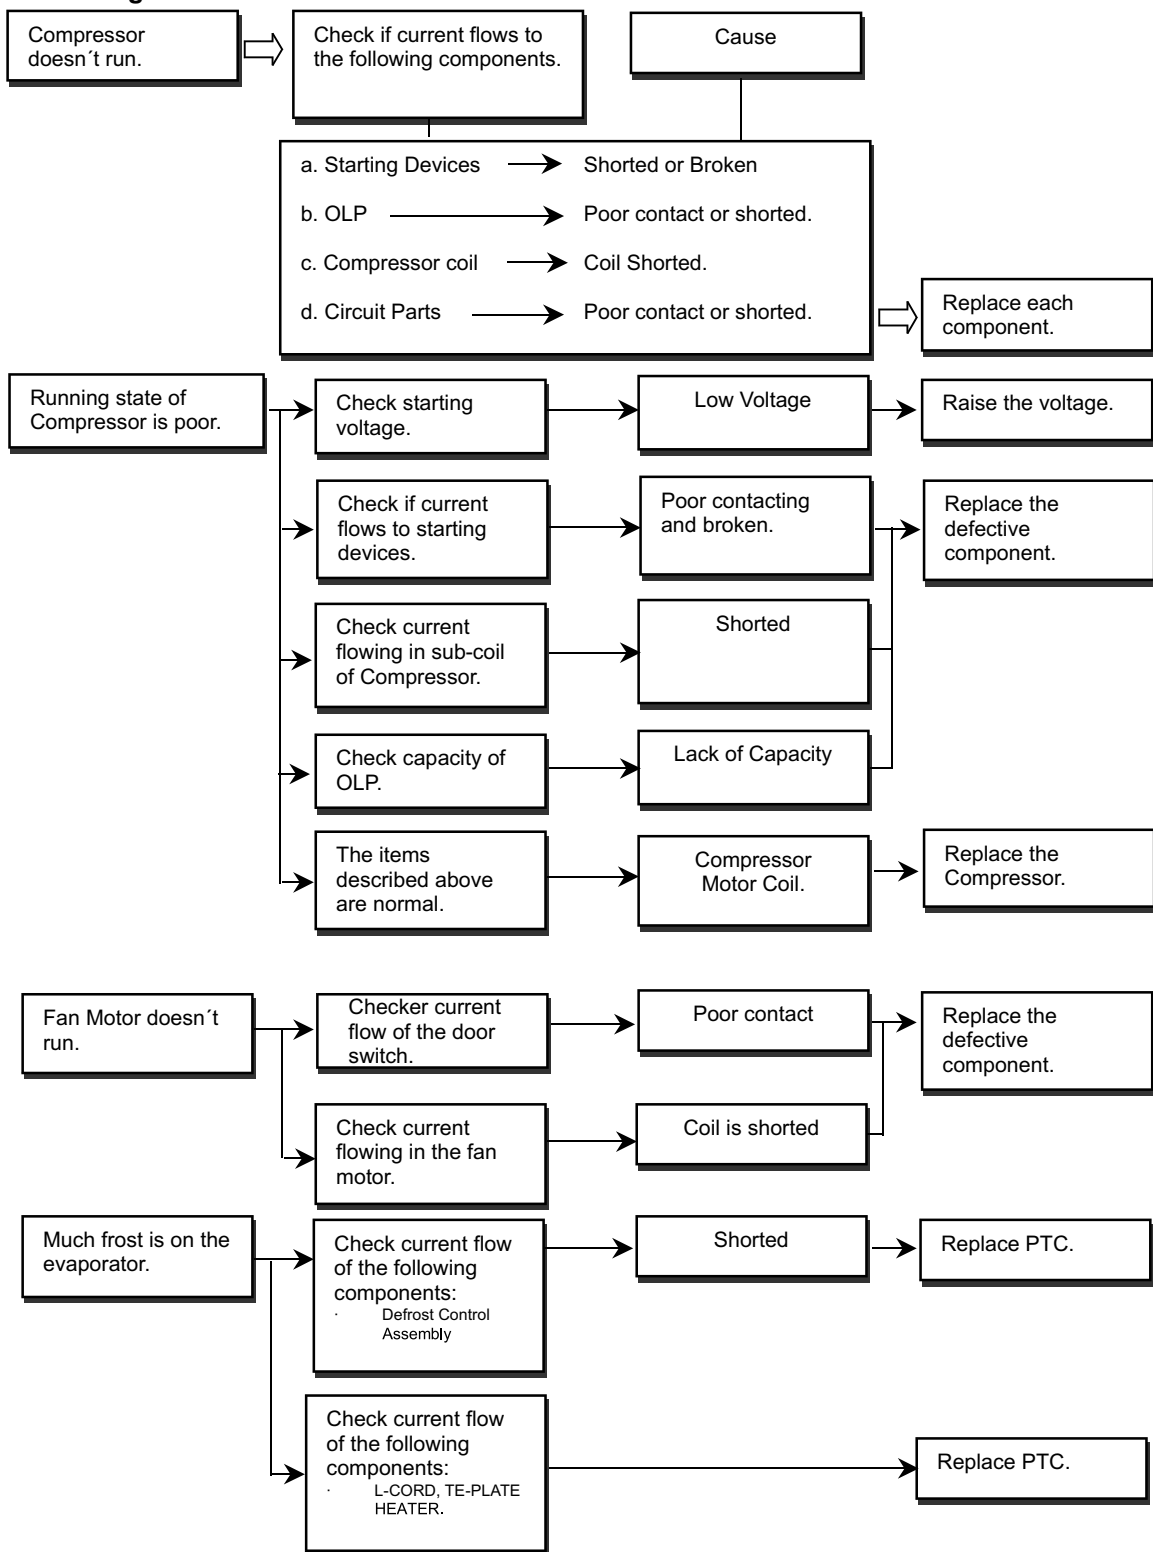 Compressor
doesn´t run.
Check if current flows to
the following components.
Cause
a. Starting Devices
Shorted or Broken
b. OLP
Poor contact or shorted.
c. Compressor coil
Coil Shorted.
d. Circuit Parts
Poor contact or shorted.
Replace each
component.
Running state of
Compressor is poor.
Check starting
voltage.
Low Voltage
Raise the voltage.
Check if current
flows to starting
devices.
Poor contacting
and broken.
Replace the
defective
component.
Check current
flowing in sub-coil
of Compressor.
Shorted
Check capacity of
OLP.
Lack of Capacity
The items
described above
are normal.
Compressor
Motor Coil.
Replace the
Compressor.
Fan Motor doesn´t
run.
Checker current
flow of the door
switch.
Poor contact
Replace the
defective
component.
Check current
flowing in the fan
motor.
Coil is shorted
Much frost is on the
evaporator.
Check current flow
of the following
components:
· Defrost Control
Assembly
Shorted
Replace PTC.
Check current flow
of the following
components:
· L-CORD, TE-PLATE
HEATER.
Replace PTC.